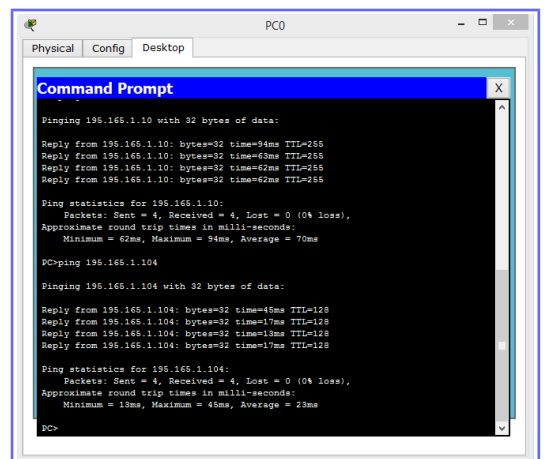 PC0
Physical Config Desktop
Command Prompt
X
Pinging 195.165.1.10 with 32 bytes of data:
Reply from 195.165.1.10: bytes=32 time=94ms TTL=255
Reply from 195.165.1.10: bytes=32 time=63ms TTL=255
Reply from 195.165.1.10: bytes=32 time=62ms TTL=255
Reply from 195.165.1.10: bytes=32 time=62ms TTL=255
Ping statistics for 195.165.1.10:
Packets: Sent = 4, Received = 4, Lost = 0 (0% loss),
Approximate round trip times in milli-seconds:
Minimum = 62ms, Maximum = 94ms, Average = 70ms
PC>ping 195.165.1.104
Pinging 195.165.1.104 with 32 bytes of data:
Reply from 195.165.1.104: bytes=32 time=45ms TTL=128
Reply from 195.165.1.104: bytes=32 time=17ms TTL=128
Reply from 195.165.1.104: bytes=32 time=13ms TTL=128
Reply from 195.165.1.104: bytes=32 time=17ms TTL=128
Ping statistics for 195.165.1.104:
Packets: Sent = 4, Received = 4, Lost = 0 (0% loss),
Approximate round trip times in milli-seconds:
Minimum = 13ms, Maximum = 45ms, Average = 23ms
PC>